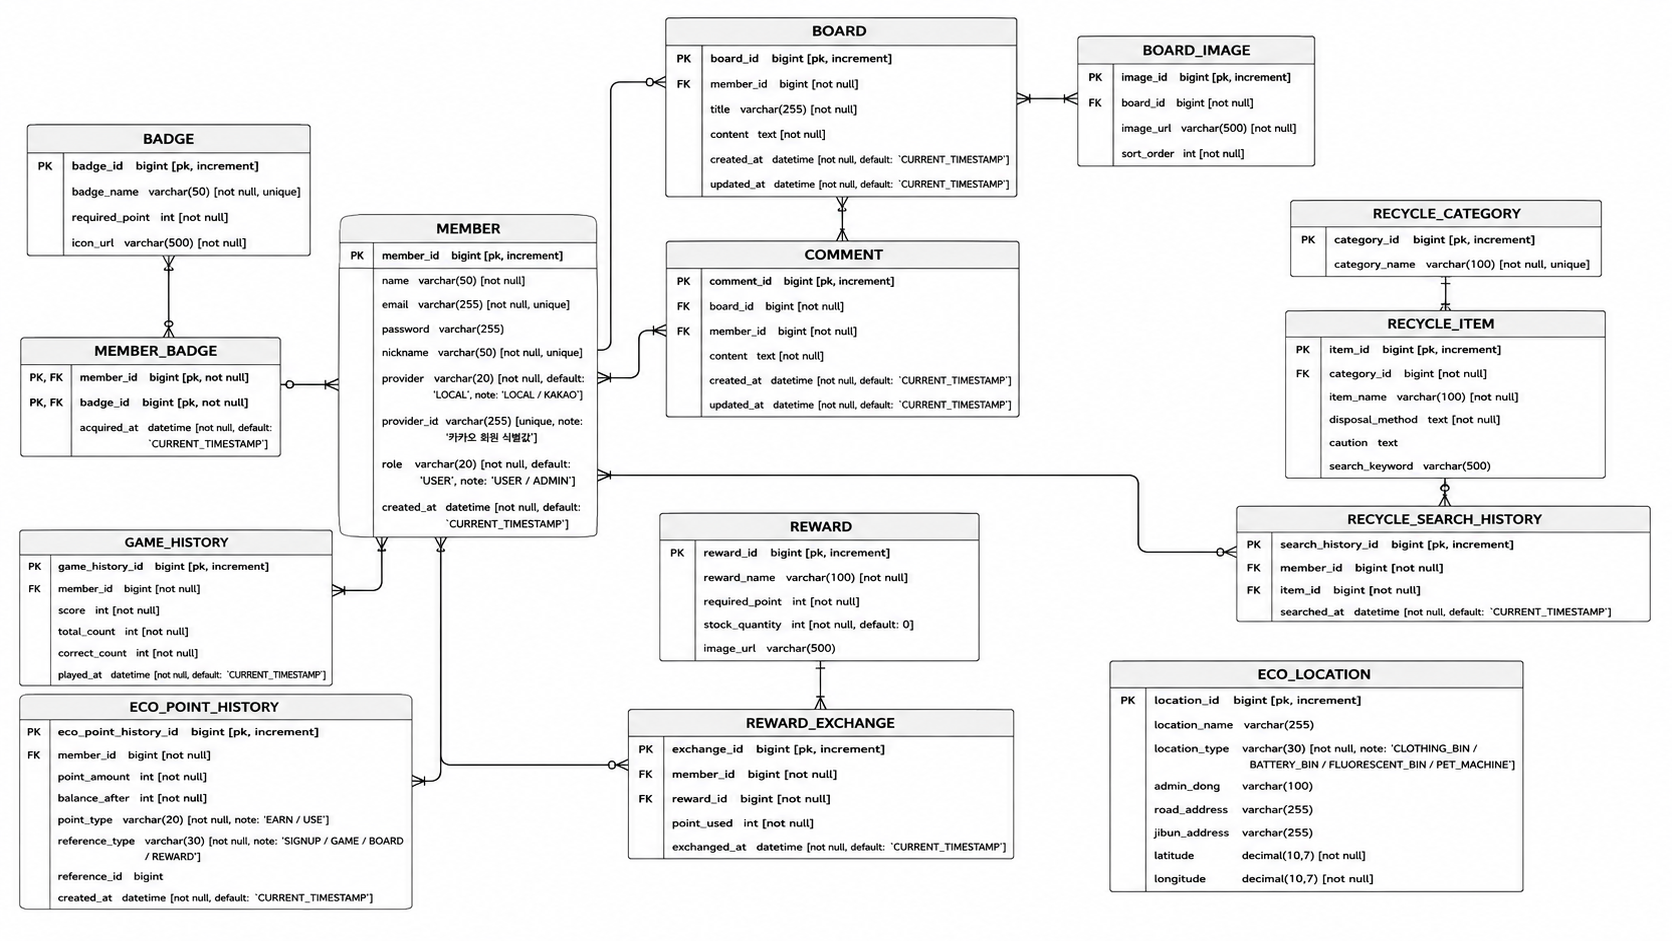 BOARD
PK board_id bigint [pk, increment]
FK member_id bigint [not null]
title varchar(255) [not null]
content text [not null]
created_at datetime [not null, default: `CURRENT_TIMESTAMP`]
updated_at datetime [not null, default: `CURRENT_TIMESTAMP`]
BOARD_IMAGE
PK image_id bigint [pk, increment]
FK board_id bigint [not null]
image_url varchar(500) [not null]
sort_order int [not null]
BADGE
PK badge_id bigint [pk, increment]
badge_name varchar(50) [not null, unique]
required_point int [not null]
icon_url varchar(500) [not null]
MEMBER
PK member_id bigint [pk, increment]
name varchar(50) [not null]
email varchar(255) [not null, unique]
password varchar(255)
nickname varchar(50) [not null, unique]
provider varchar(20) [not null, default:
'LOCAL', note: 'LOCAL / KAKAO']
provider_id varchar(255) [unique, note:
'카카오 회원 식별값']
role varchar(20) [not null, default:
'USER', note: 'USER / ADMIN']
created_at datetime [not null, default:
`CURRENT_TIMESTAMP`]
COMMENT
PK comment_id bigint [pk, increment]
FK board_id bigint [not null]
FK member_id bigint [not null]
content text [not null]
created_at datetime [not null, default: `CURRENT_TIMESTAMP`]
updated_at datetime [not null, default: `CURRENT_TIMESTAMP`]
RECYCLE_CATEGORY
PK category_id bigint [pk, increment]
category_name varchar(100) [not null, unique]
RECYCLE_ITEM
PK item_id bigint [pk, increment]
FK category_id bigint [not null]
item_name varchar(100) [not null]
disposal_method text [not null]
caution text
search_keyword varchar(500)
MEMBER_BADGE
PK, FK member_id bigint [pk, not null]
PK, FK badge_id bigint [pk, not null]
acquired_at datetime [not null, default:
`CURRENT_TIMESTAMP`]
RECYCLE_SEARCH_HISTORY
PK search_history_id bigint [pk, increment]
FK member_id bigint [not null]
FK item_id bigint [not null]
searched_at datetime [not null, default: `CURRENT_TIMESTAMP`]
GAME_HISTORY
PK game_history_id bigint [pk, increment]
FK member_id bigint [not null]
score int [not null]
total_count int [not null]
correct_count int [not null]
played_at datetime [not null, default: `CURRENT_TIMESTAMP`]
REWARD
PK reward_id bigint [pk, increment]
reward_name varchar(100) [not null]
required_point int [not null]
stock_quantity int [not null, default: 0]
image_url varchar(500)
ECO_POINT_HISTORY
PK eco_point_history_id bigint [pk, increment]
FK member_id bigint [not null]
point_amount int [not null]
balance_after int [not null]
point_type varchar(20) [not null, note: 'EARN / USE']
reference_type varchar(30) [not null, note: 'SIGNUP / GAME / BOARD
/ REWARD']
reference_id bigint
created_at datetime [not null, default: `CURRENT_TIMESTAMP`]
REWARD_EXCHANGE
PK exchange_id bigint [pk, increment]
FK member_id bigint [not null]
FK reward_id bigint [not null]
point_used int [not null]
exchanged_at datetime [not null, default: `CURRENT_TIMESTAMP`]
ECO_LOCATION
PK location_id bigint [pk, increment]
location_name varchar(255)
location_type varchar(30) [not null, note: 'CLOTHING_BIN /
BATTERY_BIN / FLUORESCENT_BIN / PET_MACHINE']
admin_dong varchar(100)
road_address varchar(255)
jibun_address varchar(255)
latitude decimal(10,7) [not null]
longitude decimal(10,7) [not null]